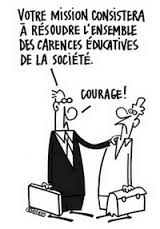 VOTRE MISSION CONSISTERA
À RÉSOUDRE L'ENSEMBLE
DES CARENCES ÉDUCATIVES
DE LA SOCIÉTÉ.
COURAGE!